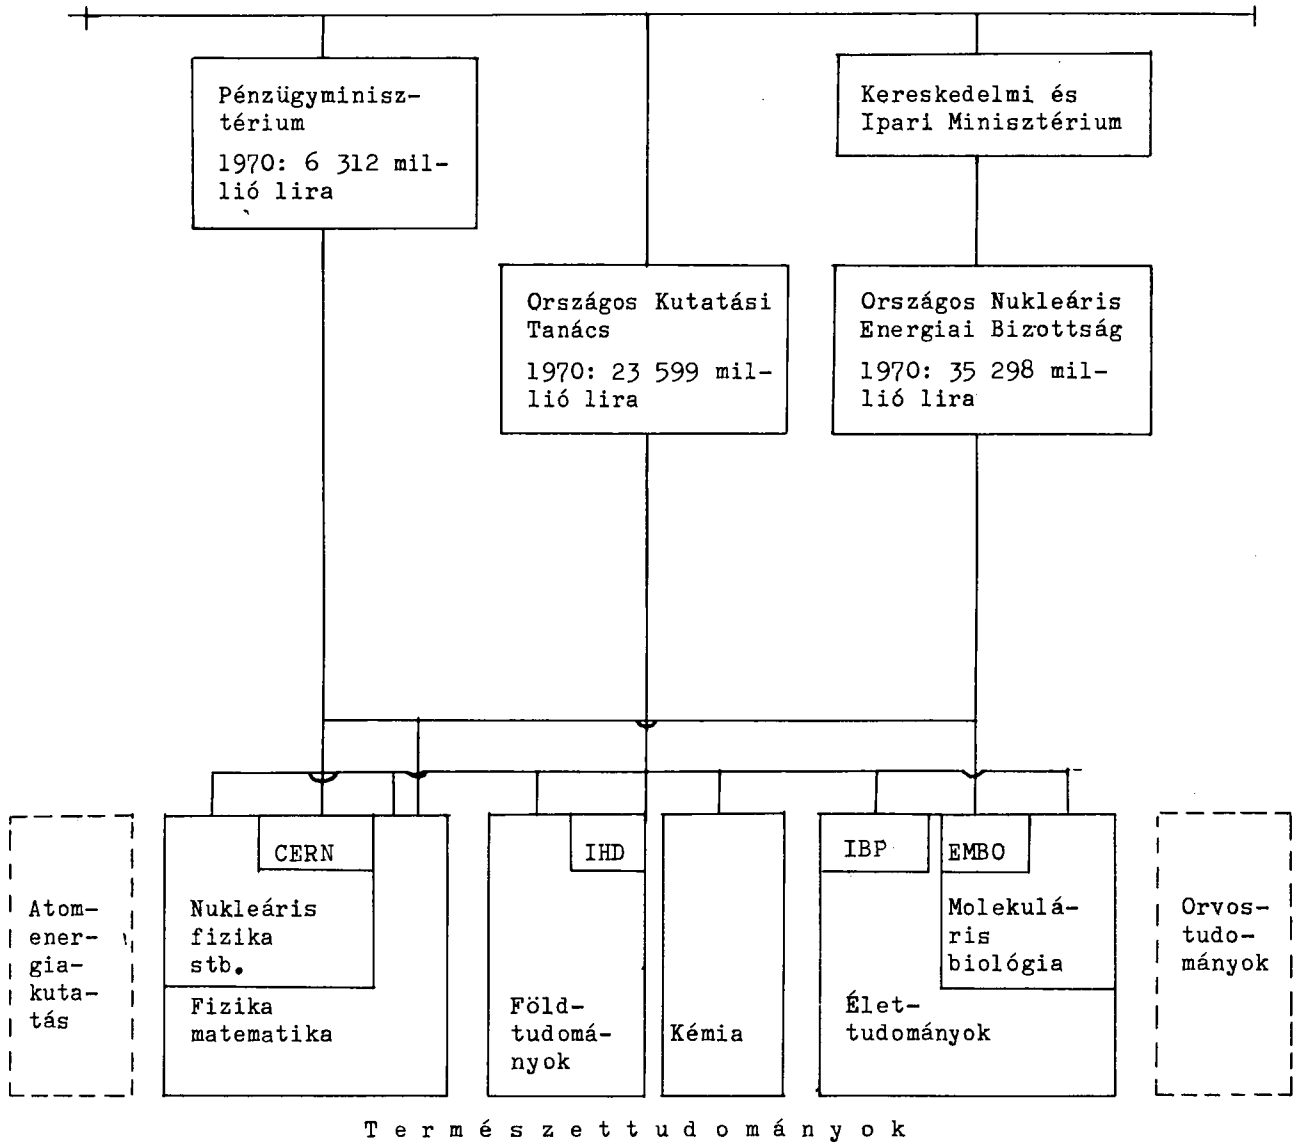 Pénzügyminisz-
térium
1970: 6 312 mil-
lió lira
Kereskedelmi és
Ipari Minisztérium
Országos Kutatási
Tanács
1970: 23 599 mil-
lió lira
Országos Nukleáris
Energiai Bizottság
1970: 35 298 mil-
lió lira
Atom-
ener-
gia-
kuta-
tás
CERN
Nukleáris
fizika
stb.
Fizika
matematika
IHD
Föld-
tudomá-
nyok
Kémia
IBP
EMBO
Molekulá-
ris
biológia
Élet-
tudományok
Orvos-
tudo-
mányok
Természettudományok